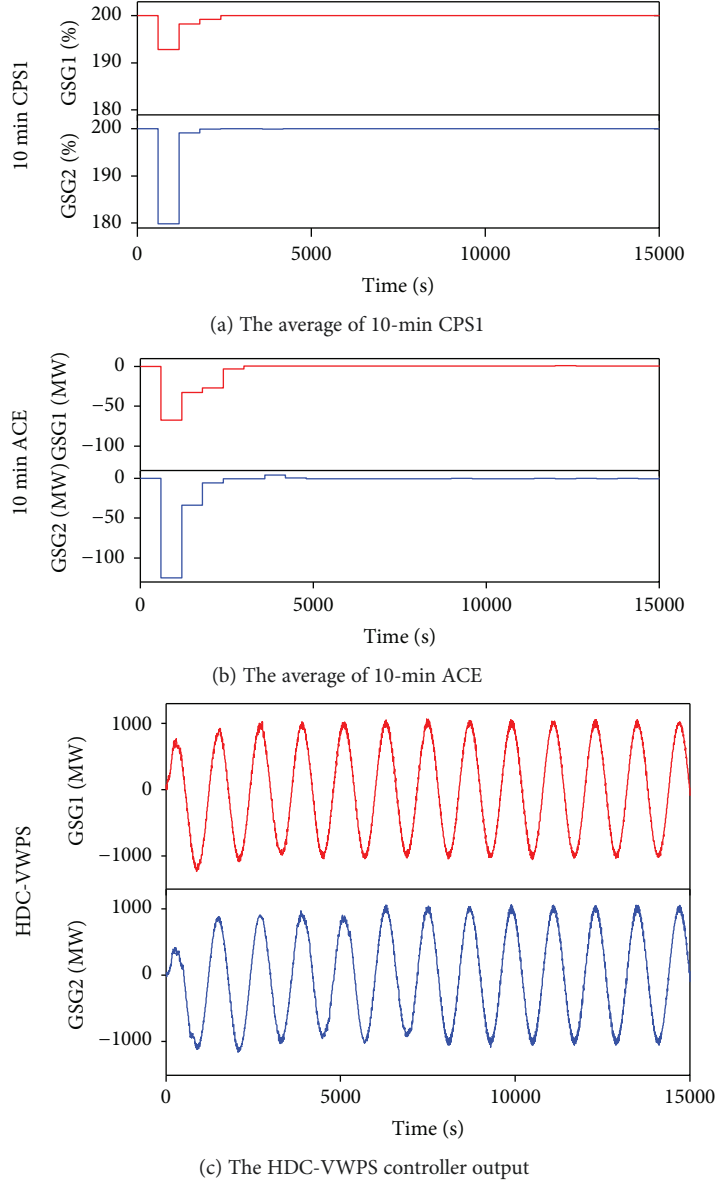 10 min CPS1
GSG1 (%)
200
190
180
GSG2 (%)
200
190
180
0 5000 10000 15000
Time (s)
(a) The average of 10-min CPS1
10 min ACE
GSG1 (MW)
0
−50
−100
GSG2 (MW)
0
−50
−100
0 5000 10000 15000
Time (s)
(b) The average of 10-min ACE
HDC-VWPS
GSG1 (MW)
1000
0
−1000
GSG2 (MW)
1000
0
−1000
0 5000 10000 15000
Time (s)
(c) The HDC-VWPS controller output